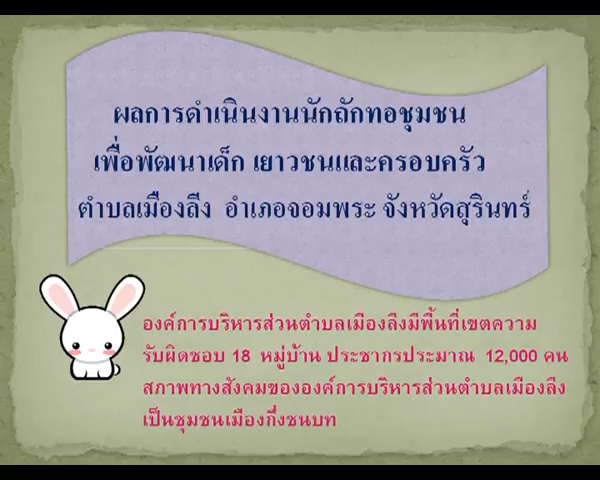 ผลการดำเนินงานนักถักทอชุมชน
เพื่อพัฒนาเด็ก เยาวชนและครอบครัว
ตำบลเมืองลีง อำเภอจอมพระ จังหวัดสุรินทร์
องค์การบริหารส่วนตำบลเมืองลีงมีพื้นที่เขตความ
รับผิดชอบ 18 หมู่บ้าน ประชากรประมาณ 12,000 คน
สภาพทางสังคมขององค์การบริหารส่วนตำบลเมืองลีง
เป็นชุมชนเมืองกึ่งชนบท